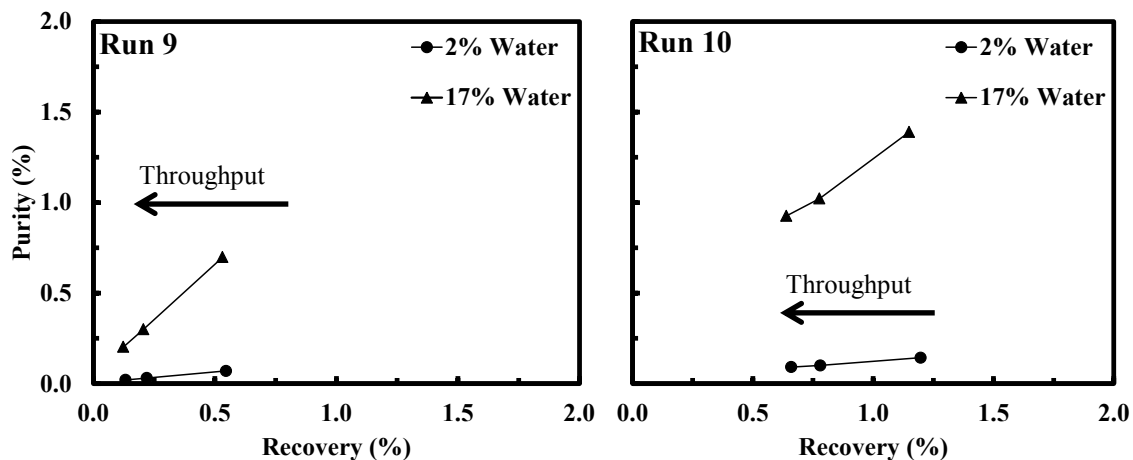 Run 9
2% Water
17% Water
Throughput
Purity (%)
2.0
1.5
1.0
0.5
0.0
0.0 0.5 1.0 1.5 2.0
Recovery (%)
Run 10
2% Water
17% Water
Throughput
0.0 0.5 1.0 1.5 2.0
Recovery (%)